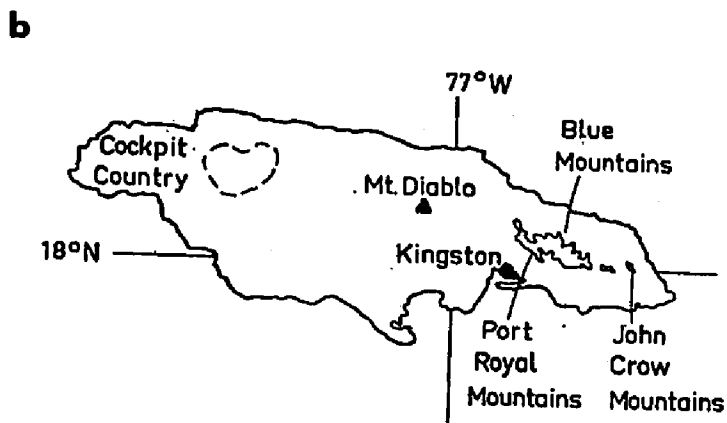 b
77°W
Blue
Mountains
Cockpit
Country
Mt. Diablo
18°N
Kingston
Port
Royal
Mountains
John
Crow
Mountains